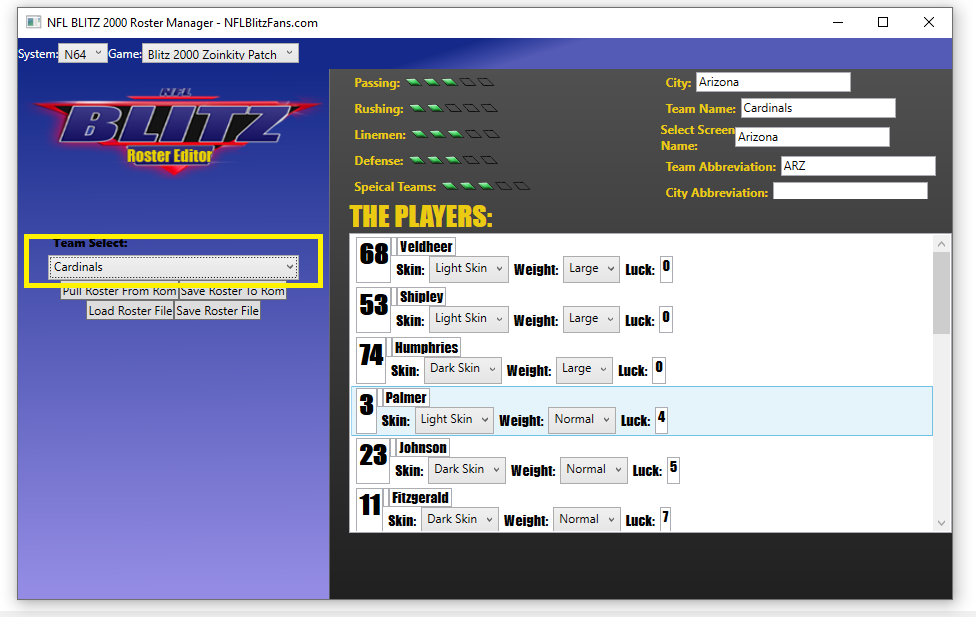 NFL BLITZ 2000 Roster Manager - NFLBlitzFans.com
System: N64 Game: Blitz 2000 Zoinkity Patch
NFL
BLITZ
Roster Editor
Team Select:
Cardinals
Pull Roster From Rom Save Roster To Rom
Load Roster File Save Roster File
Passing:
Rushing:
Linemen:
Defense:
Speical Teams:
City: Arizona
Team Name: Cardinals
Select Screen Name: Arizona
Team Abbreviation: ARZ
City Abbreviation:
THE PLAYERS:
68 Veldheer
Skin: Light Skin Weight: Large Luck: 0
53 Shipley
Skin: Light Skin Weight: Large Luck: 0
74 Humphries
Skin: Dark Skin Weight: Large Luck: 0
3 Palmer
Skin: Light Skin Weight: Normal Luck: 4
23 Johnson
Skin: Dark Skin Weight: Normal Luck: 5
11 Fitzgerald
Skin: Dark Skin Weight: Normal Luck: 7